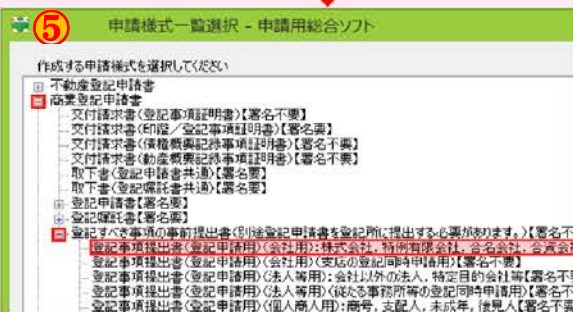 ⑤
申請様式一覧選択 - 申請用総合ソフト
作成する申請様式を選択してください
不動産登記申請書
商業登記申請書
交付請求書(登記事項証明書)【署名不要】
交付請求書(印鑑/登記事項証明書)【署名要】
交付請求書(債権概要記録事項証明書)【署名不要】
交付請求書(動産概要記録事項証明書)【署名不要】
取下書(登記申請書共通)【署名要】
取下書(登記嘱託書共通)【署名要】
登記申請書【署名要】
登記嘱託書【署名要】
登記すべき事項の事前提出書(別途登記申請書を登記所に提出する必要があります。)【署名不
登記事項提出書(登記申請用)(会社用):株式会社,特例有限会社,合名会社,合資会
登記事項提出書(登記申請用)(会社用)(支店の登記同時申請用)【署名不要】
登記事項提出書(登記申請用)(法人等用):会社以外の法人,特定目的会社等【署名不要
登記事項提出書(登記申請用)(法人等用)(従たる事務所等の登記同時申請用)【署名不
登記事項提出書(登記申請用)(個人商人用):商号,支配人,未成年,後見人【署名不要